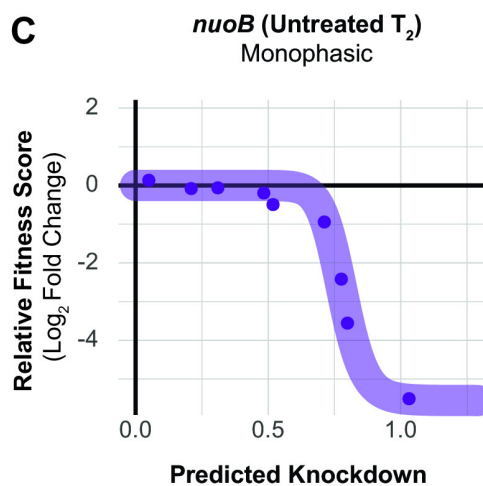 C
nuoB (Untreated T₂)
Monophasic
Relative Fitness Score
(Log₂ Fold Change)
2
0
-2
-4
0.0 0.5 1.0
Predicted Knockdown